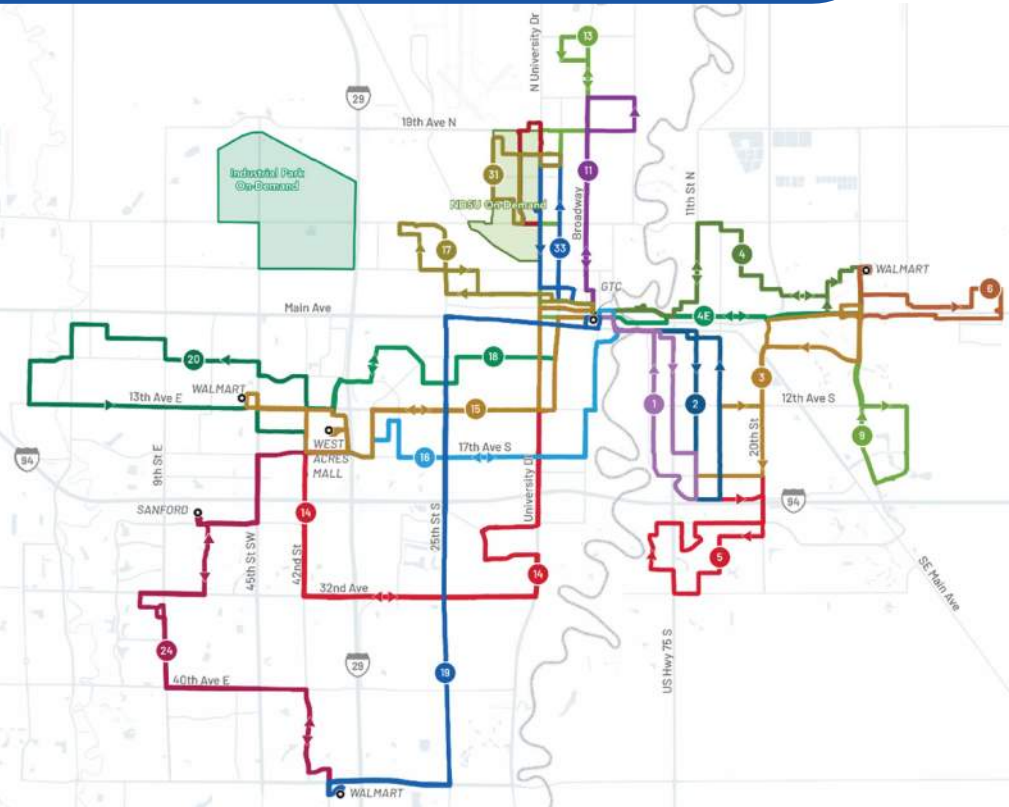 13
N University Dr
29
19th Ave N
11
31
Industrial Park
On-Demand
NDSU On-Demand
11th St N
Broadway
33
17
4
GTC
WALMART
6
Main Ave
4E
20
18
3
WALMART
13th Ave E
15
1
2
12th Ave S
WEST
ACRES
MALL
16
17th Ave S
20th St
9
94
9th St E
University Dr
94
SANFORD
14
25th St S
45th St SW
42nd St
5
14
32nd Ave
SE Main Ave
24
29
19
US Hwy 75 S
40th Ave E
WALMART